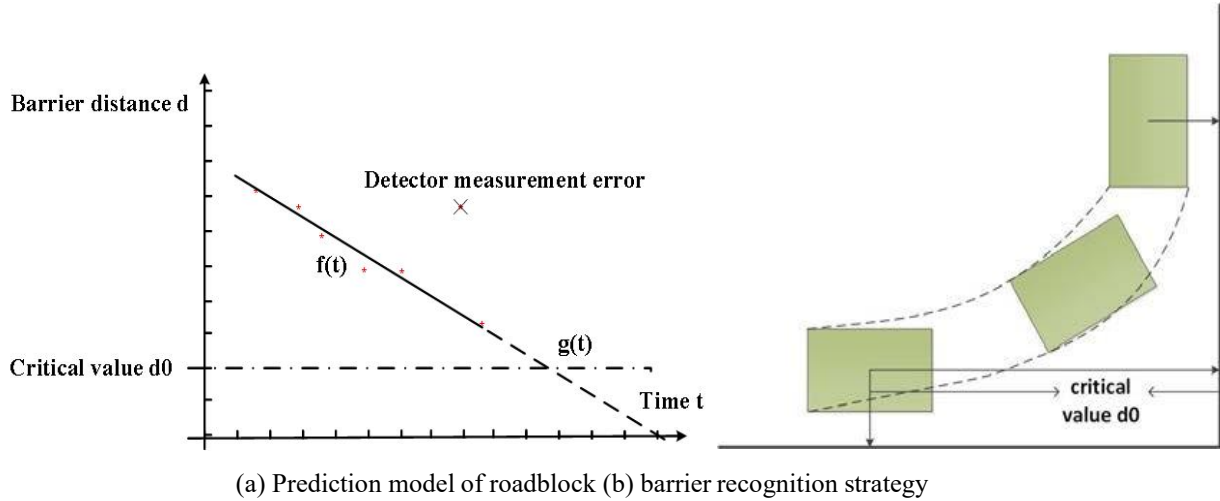 Barrier distance d
Detector measurement error
f(t)
g(t)
Critical value d0
Time t
critical
value d0
(a) Prediction model of roadblock (b) barrier recognition strategy